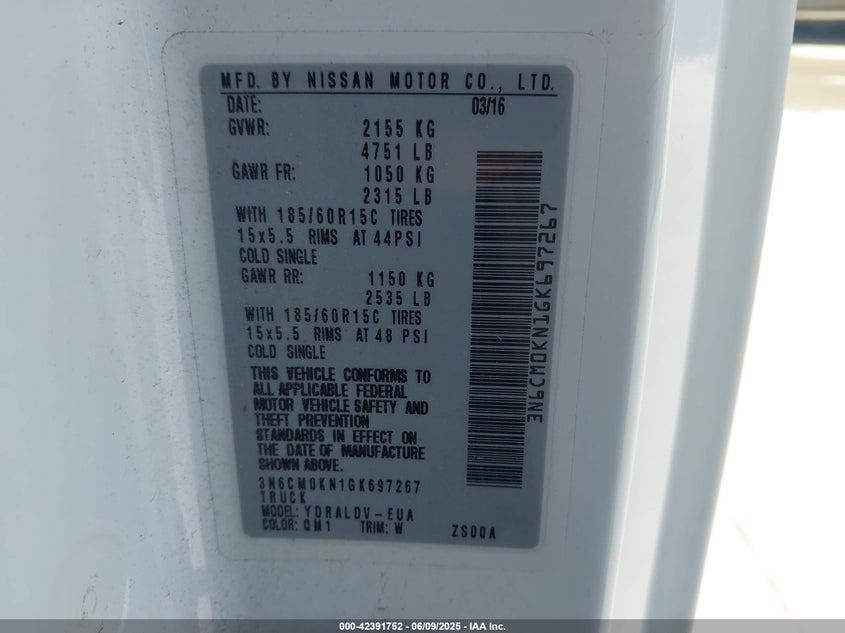 MFD. BY NISSAN MOTOR CO., LTD.
DATE: 03/16
GVWR: 2155 KG
4751 LB
GAWR FR: 1050 KG
2315 LB
WITH 185/60R15C TIRES
15x5.5 RIMS AT 44PSI
COLD SINGLE
GAWR RR: 1150 KG
2535 LB
WITH 185/60R15C TIRES
15x5.5 RIMS AT 48 PSI
COLD SINGLE
THIS VEHICLE CONFORMS TO
ALL APPLICABLE FEDERAL
MOTOR VEHICLE SAFETY AND
THEFT PREVENTION
STANDARDS IN EFFECT ON
THE DATE OF MANUFACTURE
SHOWN ABOVE.
3N6CM0KN1GK697267
TRUCK
MODEL: YDRALDV-EUA
COLOR: QM1 TRIM: W ZS00A
3N6CM0KN1GK697267
000-42391752 | 06/09/2025 - IAA Inc.